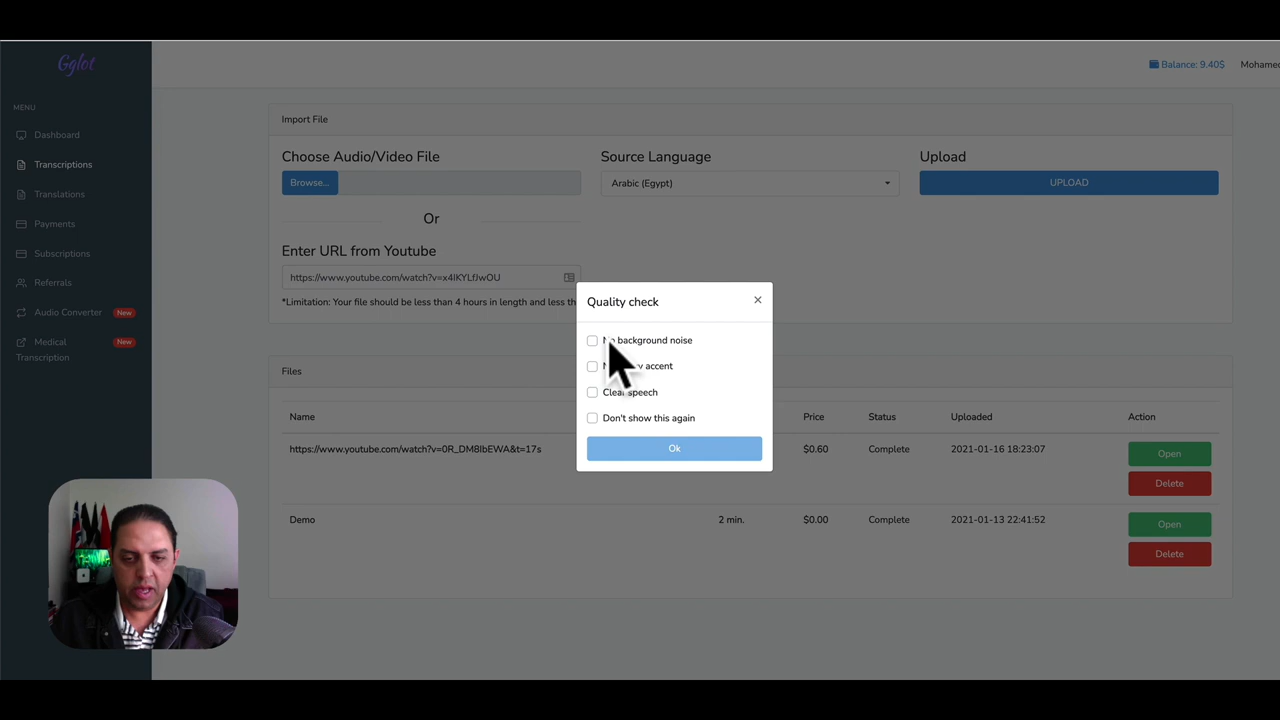 Gglot
Balance: 9.40$ Mohamed
MENU
Dashboard
Transcriptions
Translations
Payments
Subscriptions
Referrals
Audio Converter New
Medical Transcription New
Import File
Choose Audio/Video File
Browse...
Or
Enter URL from Youtube
https://www.youtube.com/watch?v=x4IKYLfJwOU
*Limitation: Your file should be less than 4 hours in length and less
Source Language
Arabic (Egypt)
Upload
UPLOAD
Quality check
×
background noise
accent
Clear speech
Don't show this again
Ok
Files
Name Price Status Uploaded Action
https://www.youtube.com/watch?v=0R_DM8IbEWA&t=17s $0.60 Complete 2021-01-16 18:23:07 Open
Delete
Demo 2 min. $0.00 Complete 2021-01-13 22:41:52 Open
Delete